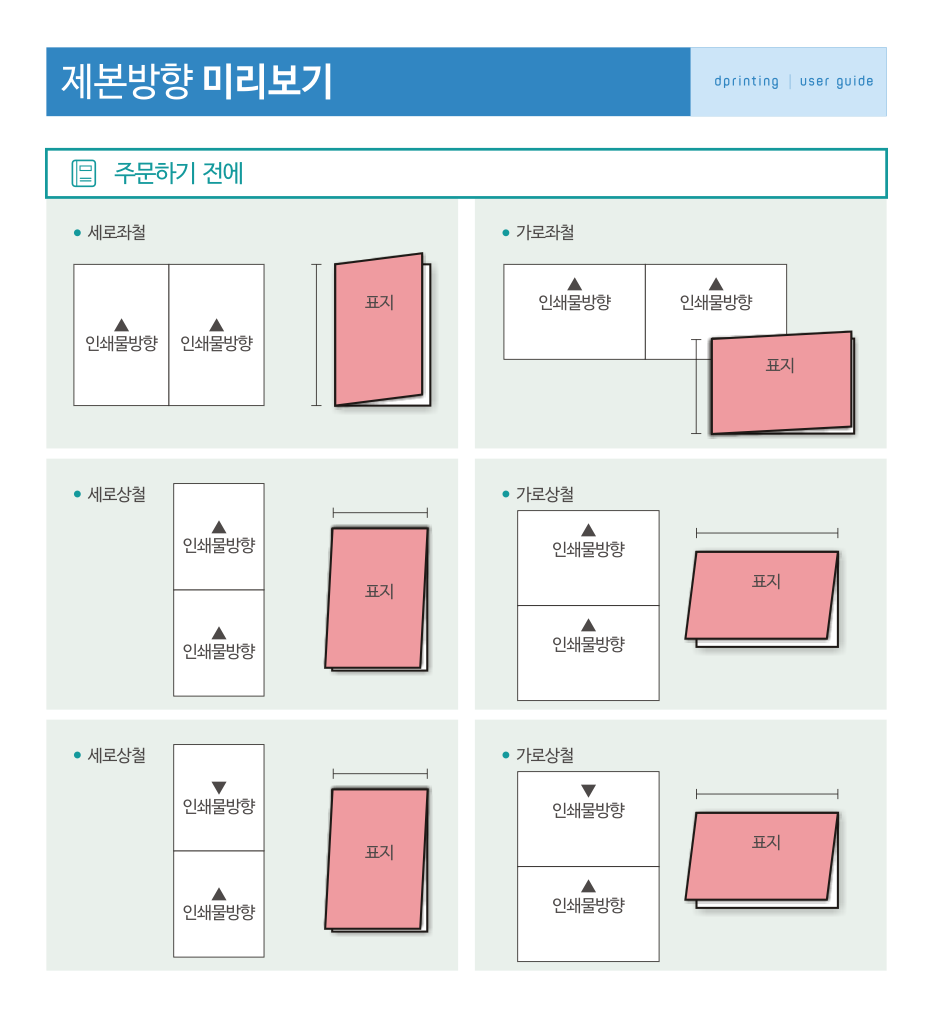 제본방향 미리보기
dprinting | user guide
주문하기 전에
• 세로좌철
▲ ▲
인쇄물방향 인쇄물방향
표지
• 가로좌철
▲ ▲
인쇄물방향 인쇄물방향
표지
• 세로상철
▲
인쇄물방향
▲
인쇄물방향
표지
• 가로상철
▲
인쇄물방향
▲
인쇄물방향
표지
• 세로상철
▼
인쇄물방향
▲
인쇄물방향
표지
• 가로상철
▼
인쇄물방향
▲
인쇄물방향
표지